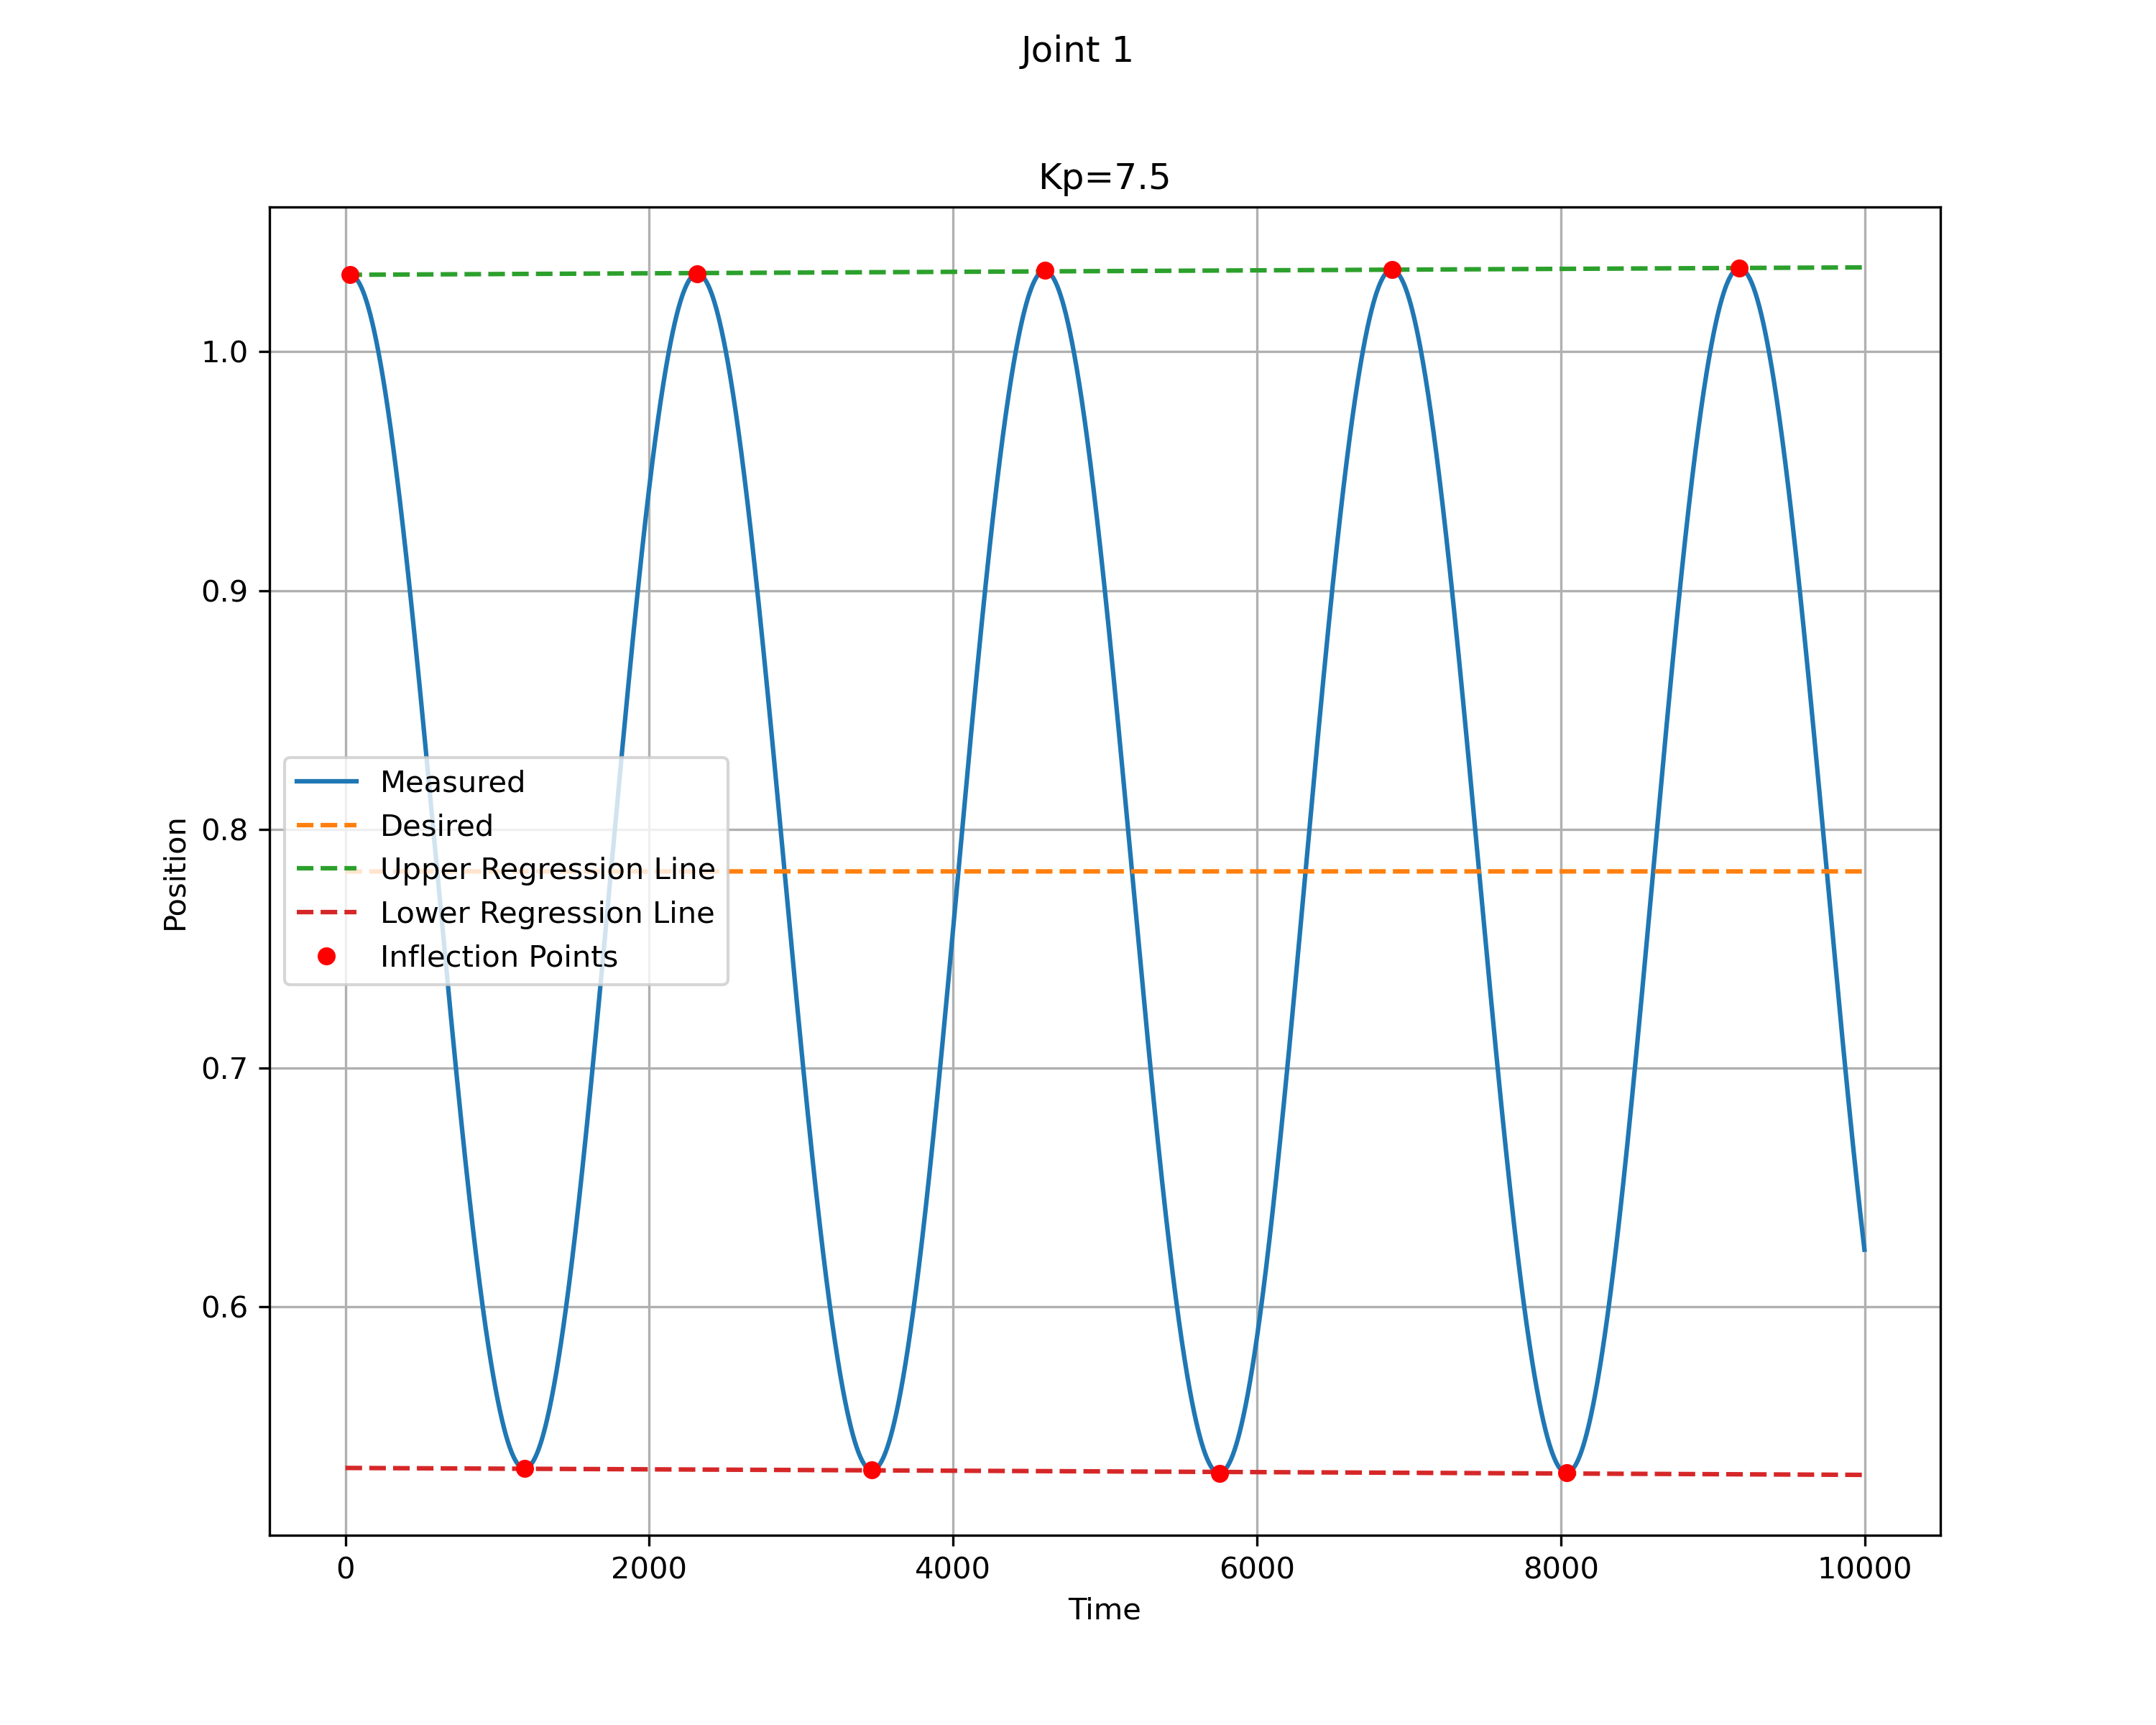 Joint 1
Kp=7.5
1.0
0.9
0.8
0.7
0.6
Position
Measured
Desired
Upper Regression Line
Lower Regression Line
Inflection Points
0 2000 4000 6000 8000 10000
Time